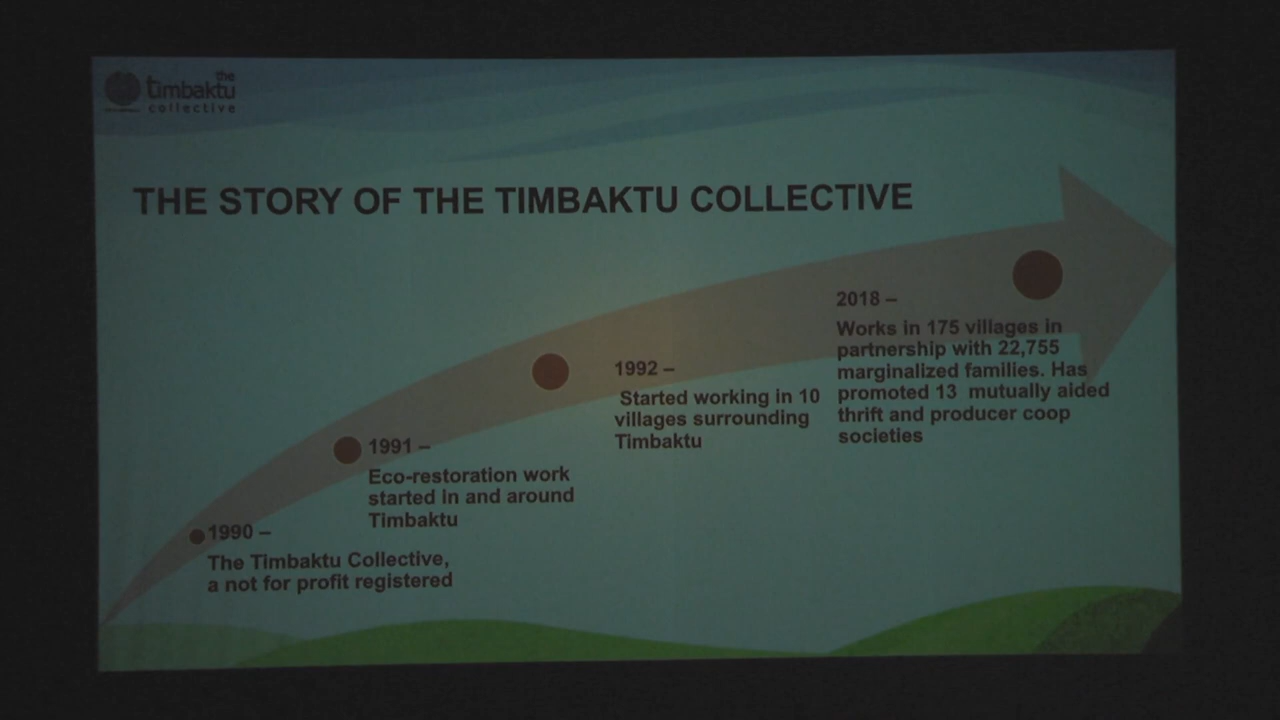 the
timbaktu
collective
THE STORY OF THE TIMBAKTU COLLECTIVE
1990 –
The Timbaktu Collective,
a not for profit registered
1991 –
Eco-restoration work
started in and around
Timbaktu
1992 –
Started working in 10
villages surrounding
Timbaktu
2018 –
Works in 175 villages in
partnership with 22,755
marginalized families. Has
promoted 13 mutually aided
thrift and producer coop
societies